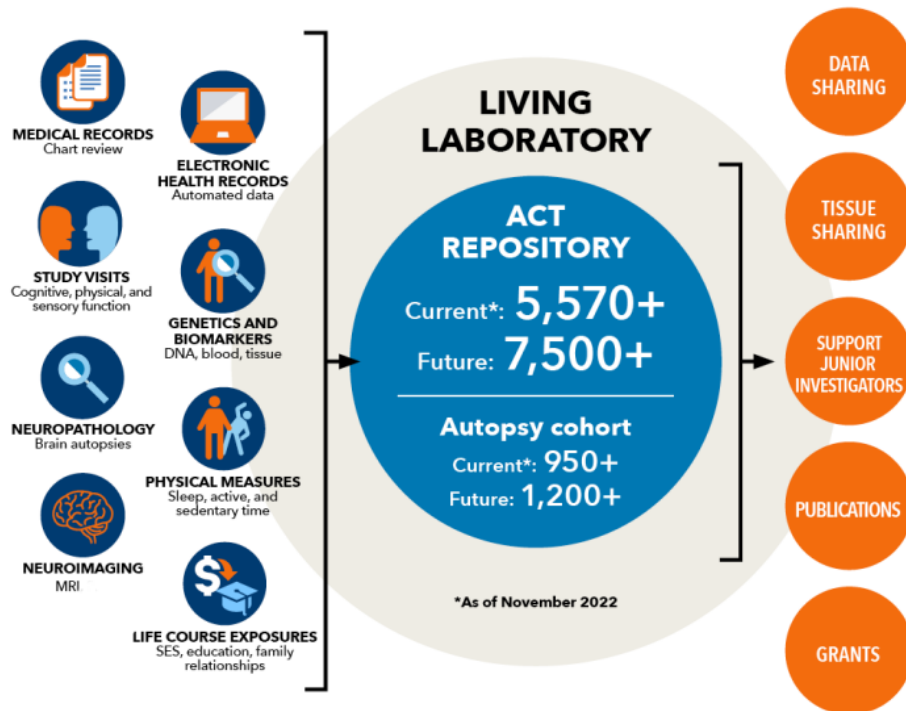 MEDICAL RECORDS
Chart review
ELECTRONIC
HEALTH RECORDS
Automated data
STUDY VISITS
Cognitive, physical, and
sensory function
GENETICS AND
BIOMARKERS
DNA, blood, tissue
NEUROPATHOLOGY
Brain autopsies
PHYSICAL MEASURES
Sleep, active, and
sedentary time
NEUROIMAGING
MRI
LIFE COURSE EXPOSURES
SES, education, family
relationships
LIVING
LABORATORY
ACT
REPOSITORY
Current*: 5,570+
Future: 7,500+
Autopsy cohort
Current*: 950+
Future: 1,200+
*As of November 2022
DATA
SHARING
TISSUE
SHARING
SUPPORT
JUNIOR
INVESTIGATORS
PUBLICATIONS
GRANTS